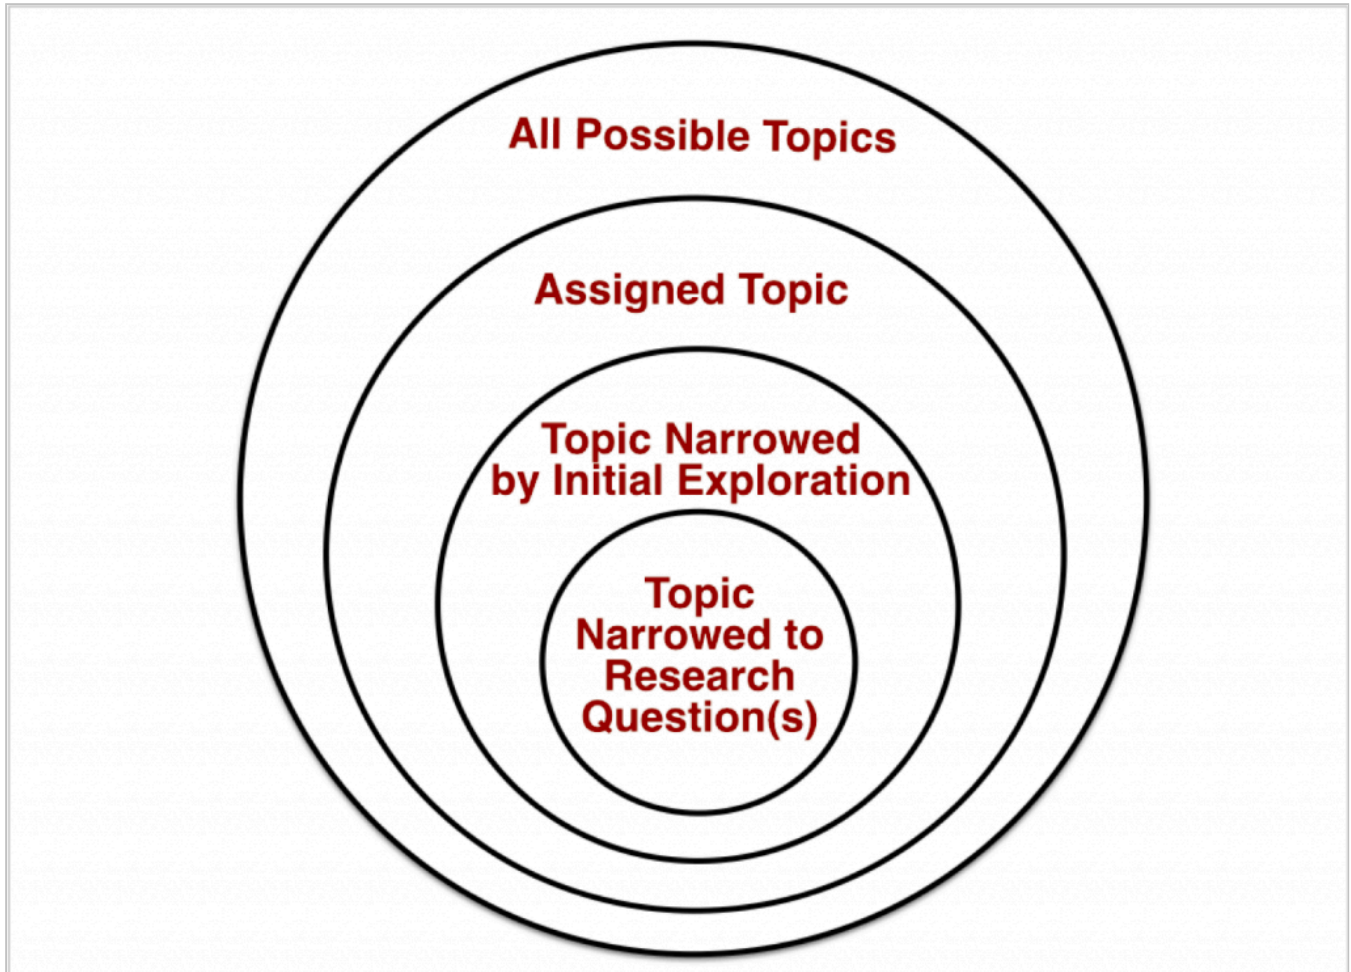 All Possible Topics
Assigned Topic
Topic Narrowed
by Initial Exploration
Topic
Narrowed to
Research
Question(s)